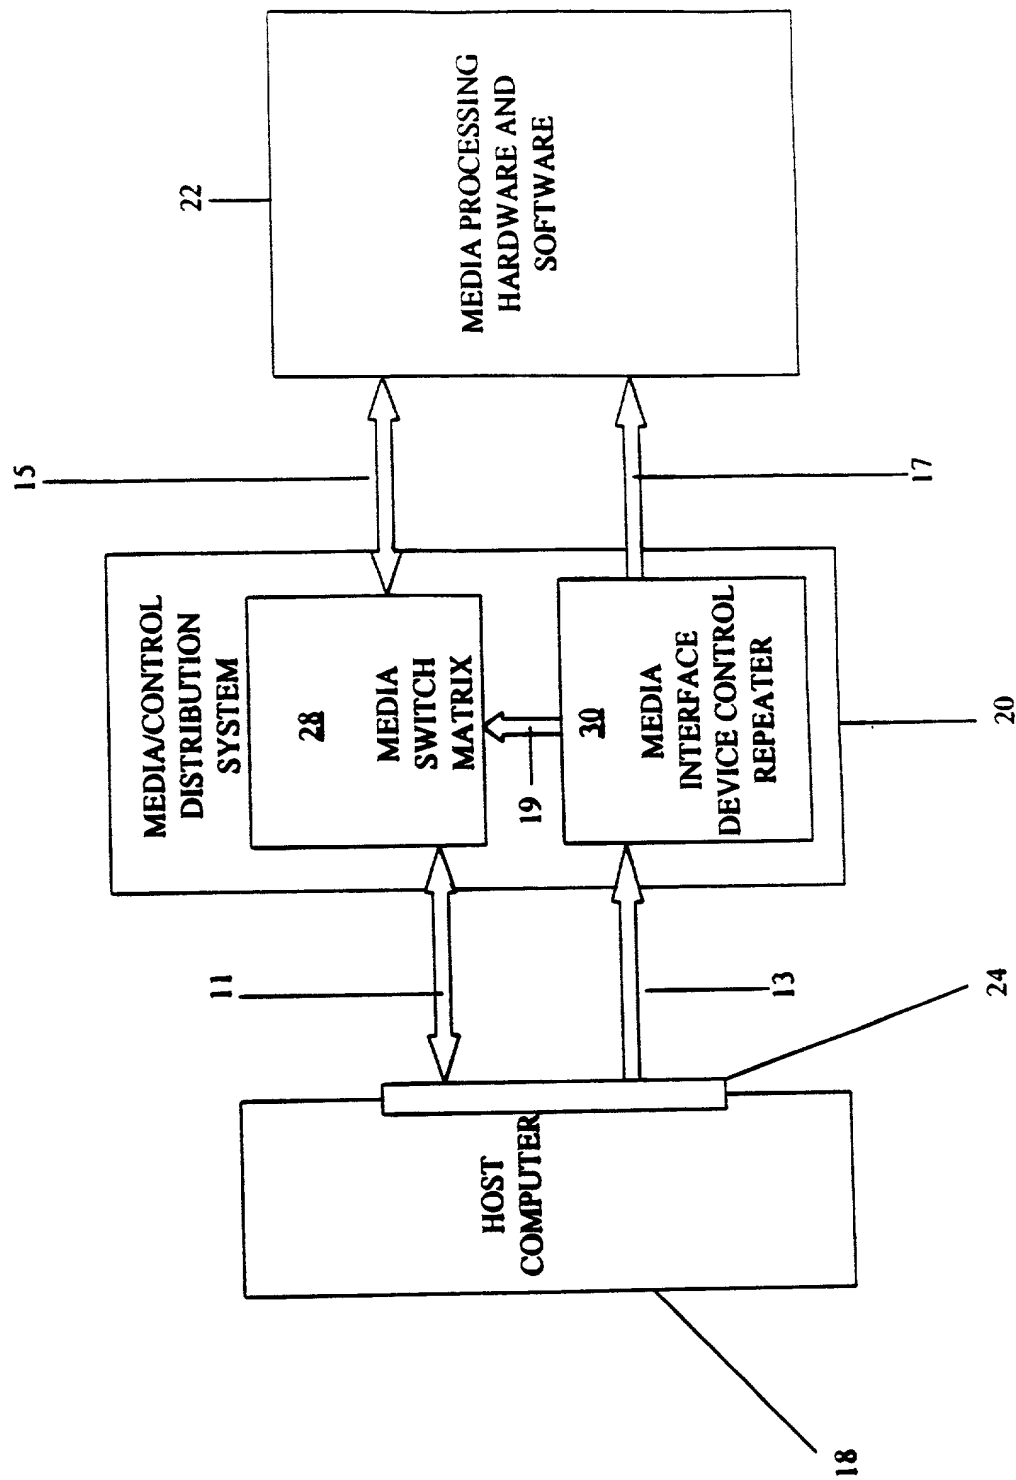 22
MEDIA PROCESSING
HARDWARE AND
SOFTWARE
15
17
MEDIA/CONTROL
DISTRIBUTION
SYSTEM
28
MEDIA
SWITCH
MATRIX
19
30
MEDIA
INTERFACE
DEVICE CONTROL
REPEATER
20
11
13
24
HOST
COMPUTER
18